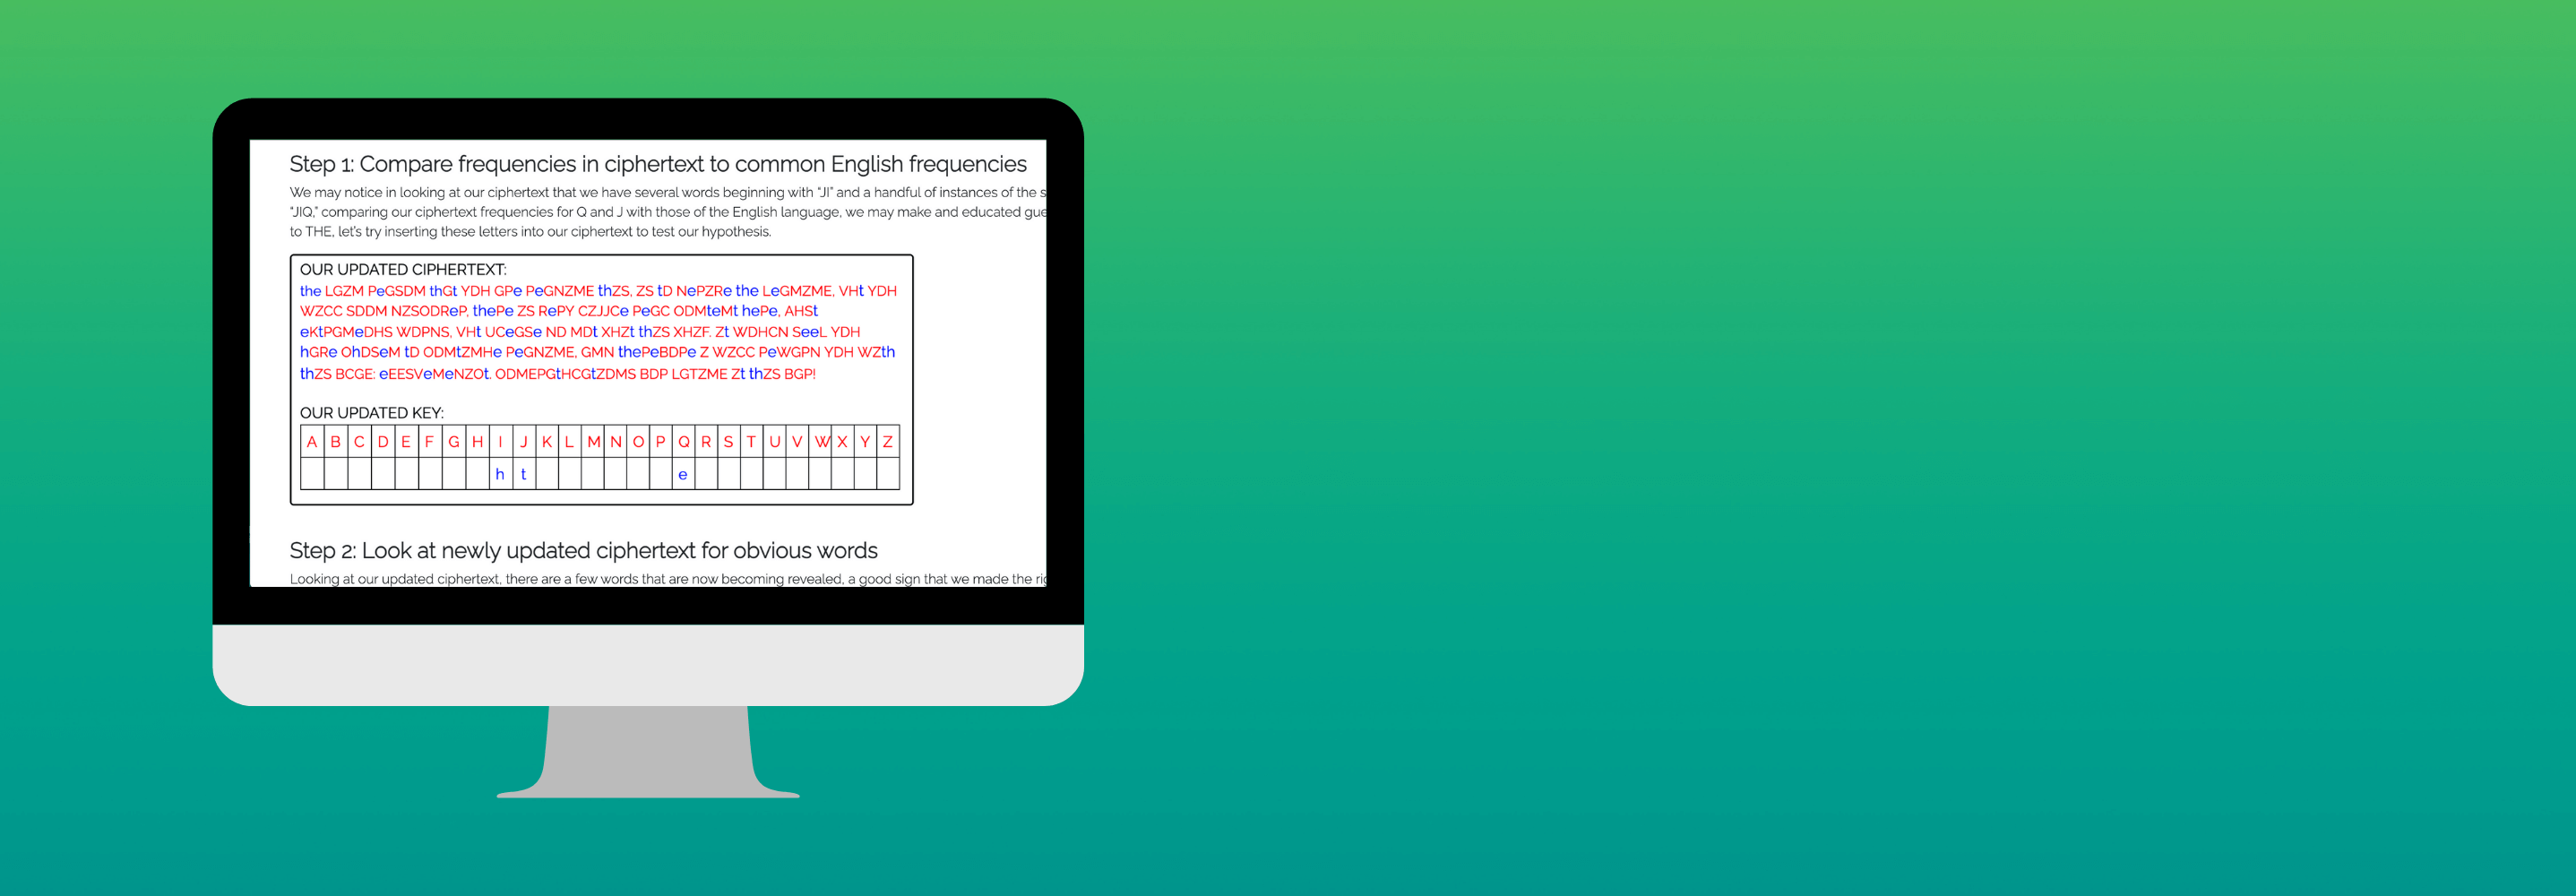 Step 1: Compare frequencies in ciphertext to common English frequencies
We may notice in looking at our ciphertext that we have several words beginning with “JI” and a handful of instances of the s
“JIQ,” comparing our ciphertext frequencies for Q and J with those of the English language, we may make and educated gue
to THE, let’s try inserting these letters into our ciphertext to test our hypothesis.
OUR UPDATED CIPHERTEXT:
the LGZM PeGSDM thGt YDH GPe PeGNZME thZS, ZS tD NePZRe the LeGMZME, VHt YDH
WZCC SDDM NZSODReP, thePe ZS RePY CZJJCe PeGC ODMteMt hePe, AHSt
eKtPGMeDHS WDPNS, VHt UCeGSe ND MDt XHZt thZS XHZF. Zt WDHCN SeeL YDH
hGRe OhDSeM tD ODMtZMHe PeGNZME, GMN thePeBDPe Z WZCC PeWGPN YDH WZth
thZS BCGE: eEESVeMeNZOt. ODMEPGtHCGtZDMS BDP LGTZME Zt thZS BGP!
OUR UPDATED KEY:
A B C D E F G H I J K L M N O P Q R S T U V W X Y Z
h t e
Step 2: Look at newly updated ciphertext for obvious words
Looking at our updated ciphertext, there are a few words that are now becoming revealed, a good sign that we made the ri